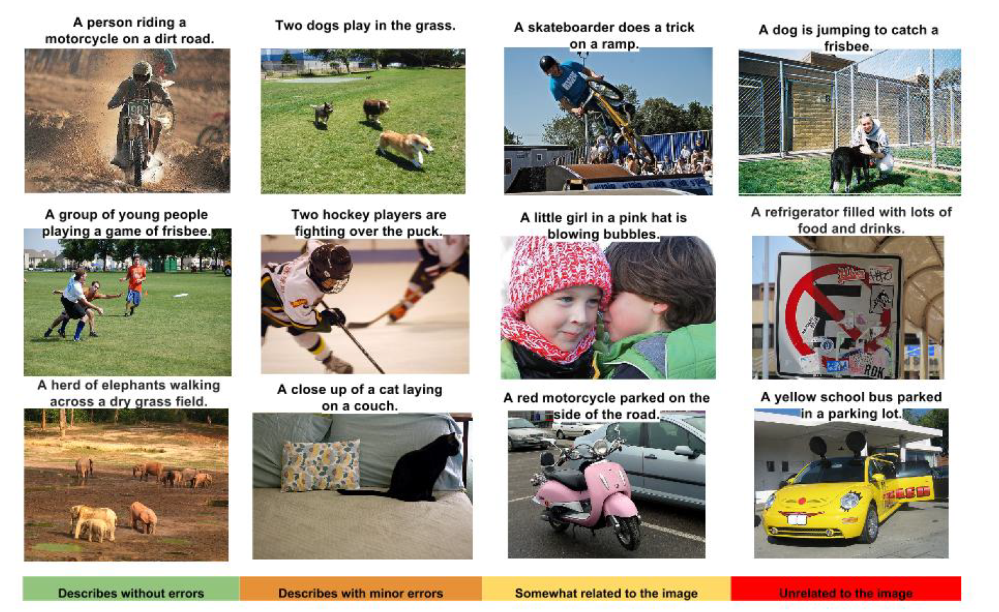 A person riding a
motorcycle on a dirt road.
Two dogs play in the grass.
A skateboarder does a trick
on a ramp.
A dog is jumping to catch a
frisbee.
A group of young people
playing a game of frisbee.
Two hockey players are
fighting over the puck.
A little girl in a pink hat is
blowing bubbles.
A refrigerator filled with lots of
food and drinks.
RDK
A herd of elephants walking
across a dry grass field.
A close up of a cat laying
on a couch.
A red motorcycle parked on the
side of the road.
A yellow school bus parked
in a parking lot.
Describes without errors
Describes with minor errors
Somewhat related to the image
Unrelated to the image